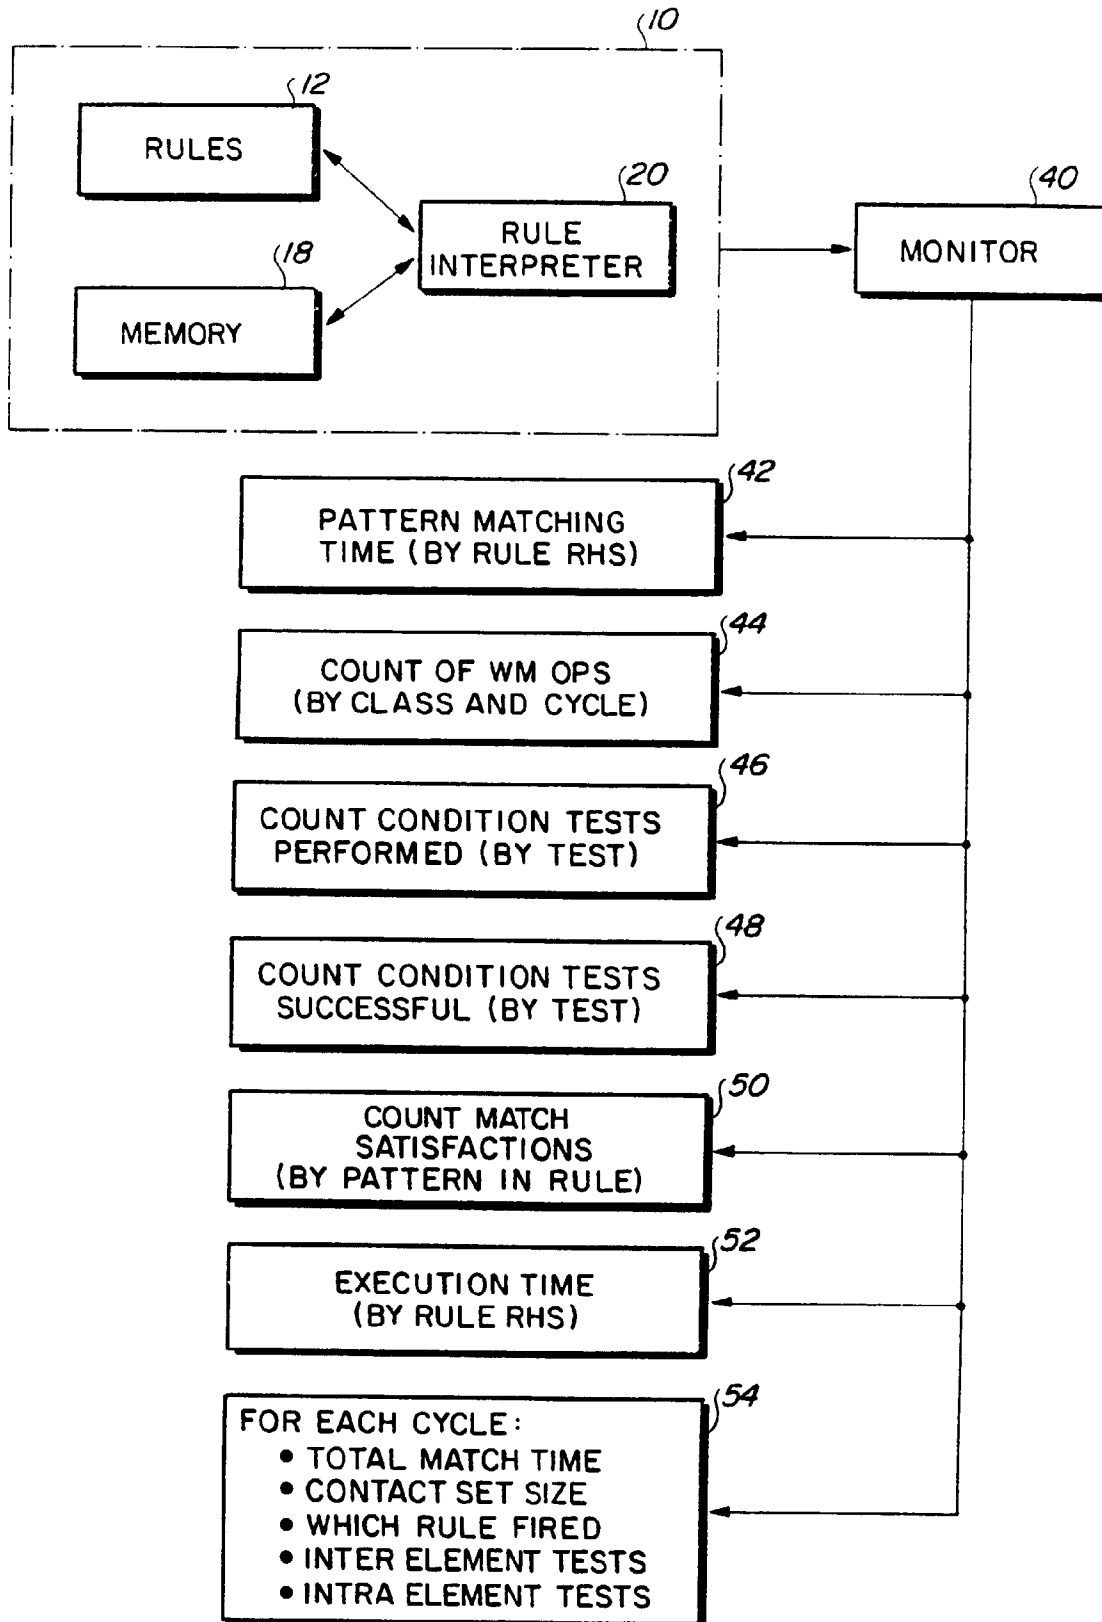 10
12
RULES
20
RULE
INTERPRETER
18
MEMORY
40
MONITOR
42
PATTERN MATCHING
TIME (BY RULE RHS)
44
COUNT OF WM OPS
(BY CLASS AND CYCLE)
46
COUNT CONDITION TESTS
PERFORMED (BY TEST)
48
COUNT CONDITION TESTS
SUCCESSFUL (BY TEST)
50
COUNT MATCH
SATISFACTIONS
(BY PATTERN IN RULE)
52
EXECUTION TIME
(BY RULE RHS)
54
FOR EACH CYCLE:
• TOTAL MATCH TIME
• CONTACT SET SIZE
• WHICH RULE FIRED
• INTER ELEMENT TESTS
• INTRA ELEMENT TESTS